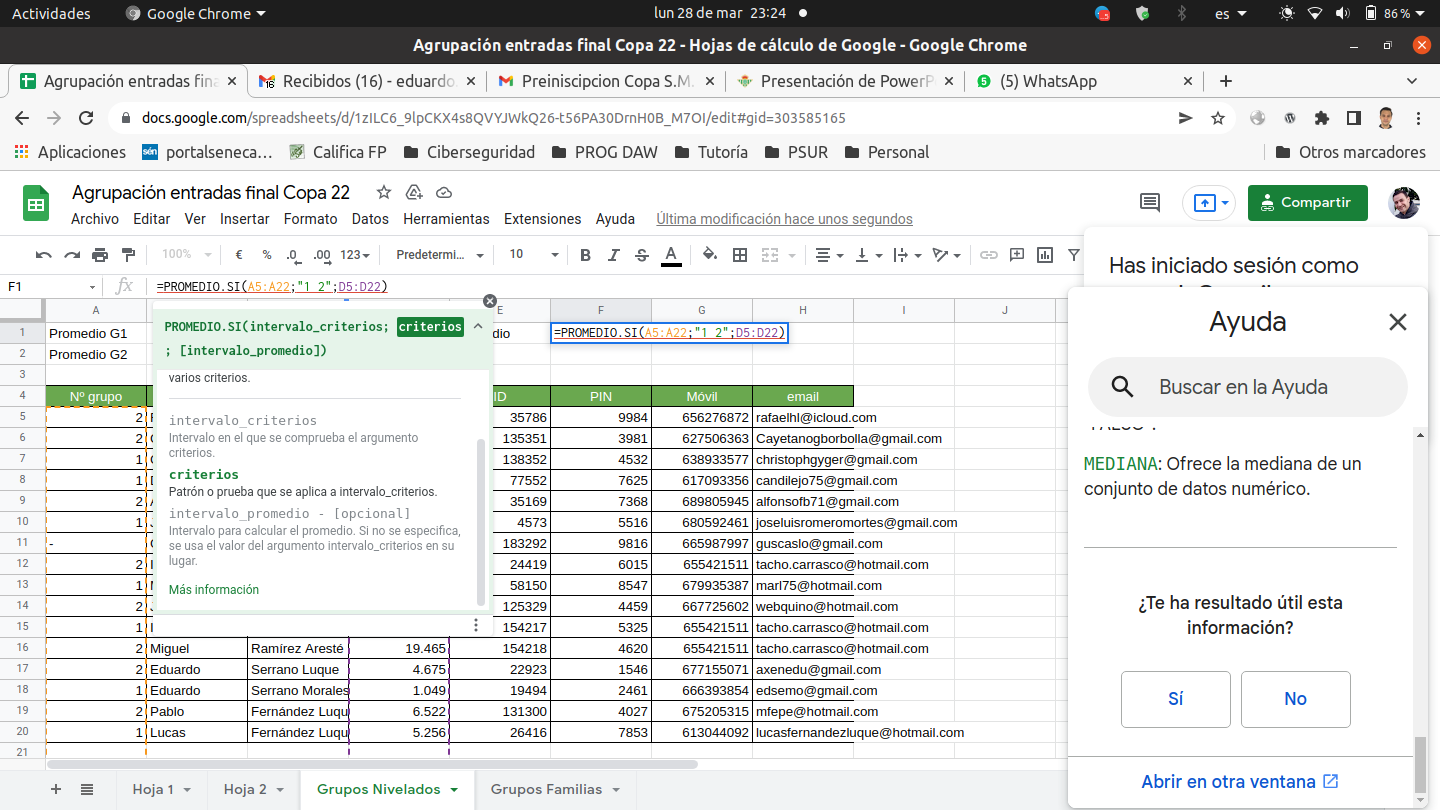 Actividades Google Chrome lun 28 de mar 23:24 es 86 %
Agrupación entradas final Copa 22 - Hojas de cálculo de Google - Google Chrome
Agrupación entradas fina Recibidos (16) - eduardo. Preiniscipcion Copa S.M. Presentación de PowerP (5) WhatsApp
docs.google.com/spreadsheets/d/1zILC6_9lpCKX4s8QVYJWkQ26-t56PA30DrnH0B_M7OI/edit#gid=303585165
Aplicaciones portalseneca… Califica FP Ciberseguridad PROG DAW Tutoría PSUR Personal Otros marcadores
Agrupación entradas final Copa 22
Archivo Editar Ver Insertar Formato Datos Herramientas Extensiones Ayuda Última modificación hace unos segundos
Compartir
100% € % .0 .00 123 Predetermi… 10 B I S A
Has iniciado sesión como
F1 fx =PROMEDIO.SI(A5:A22;"1 2";D5:D22)
A E F G H I J
1 Promedio G1 dio =PROMEDIO.SI(A5:A22;"1 2";D5:D22)
2 Promedio G2
3
4 Nº grupo ID PIN Móvil email
5 2 35786 9984 656276872 rafaelhl@icloud.com
6 2 135351 3981 627506363 Cayetanogborbolla@gmail.com
7 1 138352 4532 638933577 christophgyger@gmail.com
8 1 77552 7625 617093356 candilejo75@gmail.com
9 2 35169 7368 689805945 alfonsofb71@gmail.com
10 1 4573 5516 680592461 joseluisromeromortes@gmail.com
11 - 183292 9816 665987997 guscaslo@gmail.com
12 2 24419 6015 655421511 tacho.carrasco@hotmail.com
13 1 58150 8547 679935387 marl75@hotmail.com
14 2 125329 4459 667725602 webquino@hotmail.com
15 1 154217 5325 655421511 tacho.carrasco@hotmail.com
16 2 Miguel Ramírez Aresté 19.465 154218 4620 655421511 tacho.carrasco@hotmail.com
17 2 Eduardo Serrano Luque 4.675 22923 1546 677155071 axenedu@gmail.com
18 1 Eduardo Serrano Morales 1.049 19494 2461 666393854 edsemo@gmail.com
19 2 Pablo Fernández Luqu 6.522 131300 4027 675205315 mfepe@hotmail.com
20 1 Lucas Fernández Luqu 5.256 26416 7853 613044092 lucasfernandezluque@hotmail.com
21
PROMEDIO.SI(intervalo_criterios; criterios
; [intervalo_promedio])
varios criterios.
intervalo_criterios
Intervalo en el que se comprueba el argumento
criterios.
criterios
Patrón o prueba que se aplica a intervalo_criterios.
intervalo_promedio - [opcional]
Intervalo para calcular el promedio. Si no se especifica,
se usa el valor del argumento intervalo_criterios en su
lugar.
Más información
Ayuda
Buscar en la Ayuda
MEDIANA: Ofrece la mediana de un
conjunto de datos numérico.
¿Te ha resultado útil esta
información?
Sí No
Abrir en otra ventana
Hoja 1 Hoja 2 Grupos Nivelados Grupos Familias